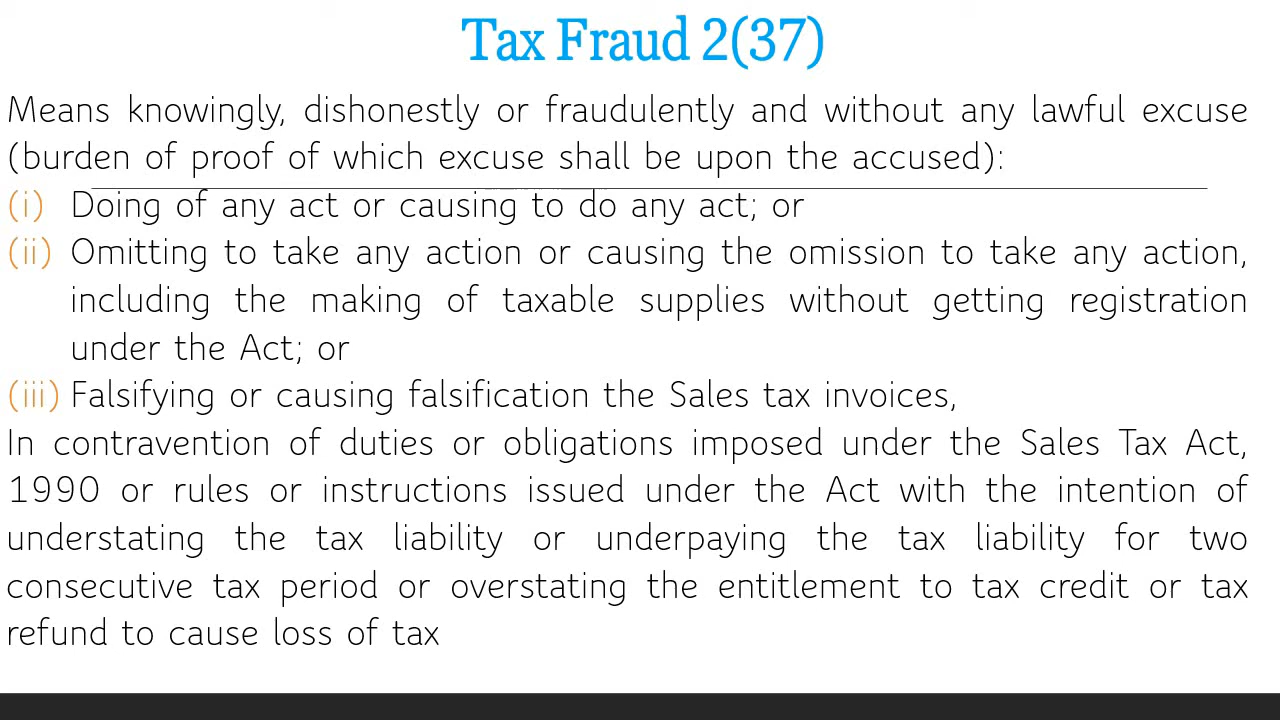 Tax Fraud 2(37)
Means knowingly, dishonestly or fraudulently and without any lawful excuse
(burden of proof of which excuse shall be upon the accused):
(i) Doing of any act or causing to do any act; or
(ii) Omitting to take any action or causing the omission to take any action,
including the making of taxable supplies without getting registration
under the Act; or
(iii) Falsifying or causing falsification the Sales tax invoices,
In contravention of duties or obligations imposed under the Sales Tax Act,
1990 or rules or instructions issued under the Act with the intention of
understating the tax liability or underpaying the tax liability for two
consecutive tax period or overstating the entitlement to tax credit or tax
refund to cause loss of tax